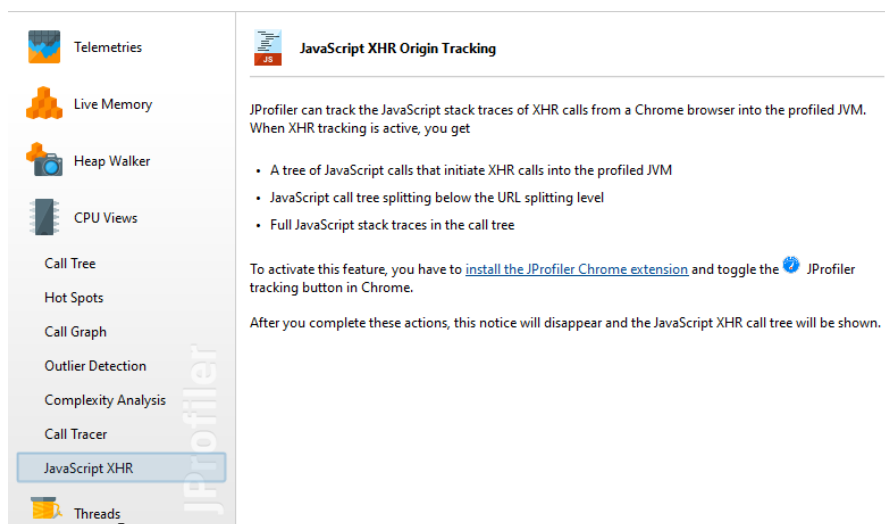 Telemetries
Live Memory
Heap Walker
CPU Views
Call Tree
Hot Spots
Call Graph
Outlier Detection
Complexity Analysis
Call Tracer
JavaScript XHR
Threads
JProfiler
JS
JavaScript XHR Origin Tracking
JProfiler can track the JavaScript stack traces of XHR calls from a Chrome browser into the profiled JVM.
When XHR tracking is active, you get
• A tree of JavaScript calls that initiate XHR calls into the profiled JVM
• JavaScript call tree splitting below the URL splitting level
• Full JavaScript stack traces in the call tree
To activate this feature, you have to install the JProfiler Chrome extension and toggle the JProfiler
tracking button in Chrome.
After you complete these actions, this notice will disappear and the JavaScript XHR call tree will be shown.